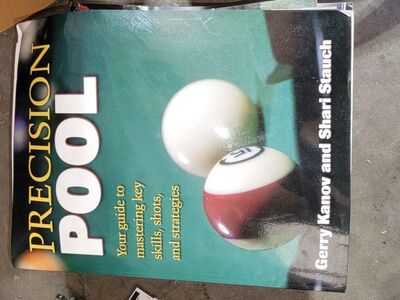 PRECISION
POOL
Your guide to
mastering key
skills, shots,
and strategies
Gerry Kanov and Shari Stauch